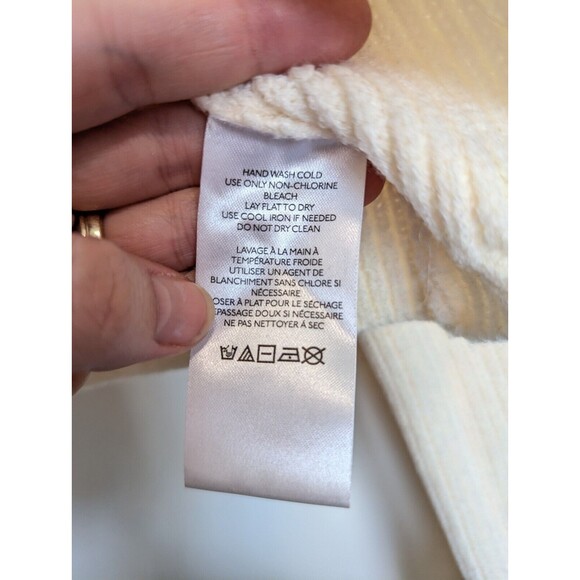 HAND WASH COLD
USE ONLY NON-CHLORINE
BLEACH
LAY FLAT TO DRY
USE COOL IRON IF NEEDED
DO NOT DRY CLEAN
LAVAGE À LA MAIN À
TEMPÉRATURE FROIDE
UTILISER UN AGENT DE
BLANCHIMENT SANS CHLORE SI
NÉCESSAIRE
OSER À PLAT POUR LE SÉCHAGE
EPASSAGE DOUX SI NÉCESSAIRE
NE PAS NETTOYER À SEC